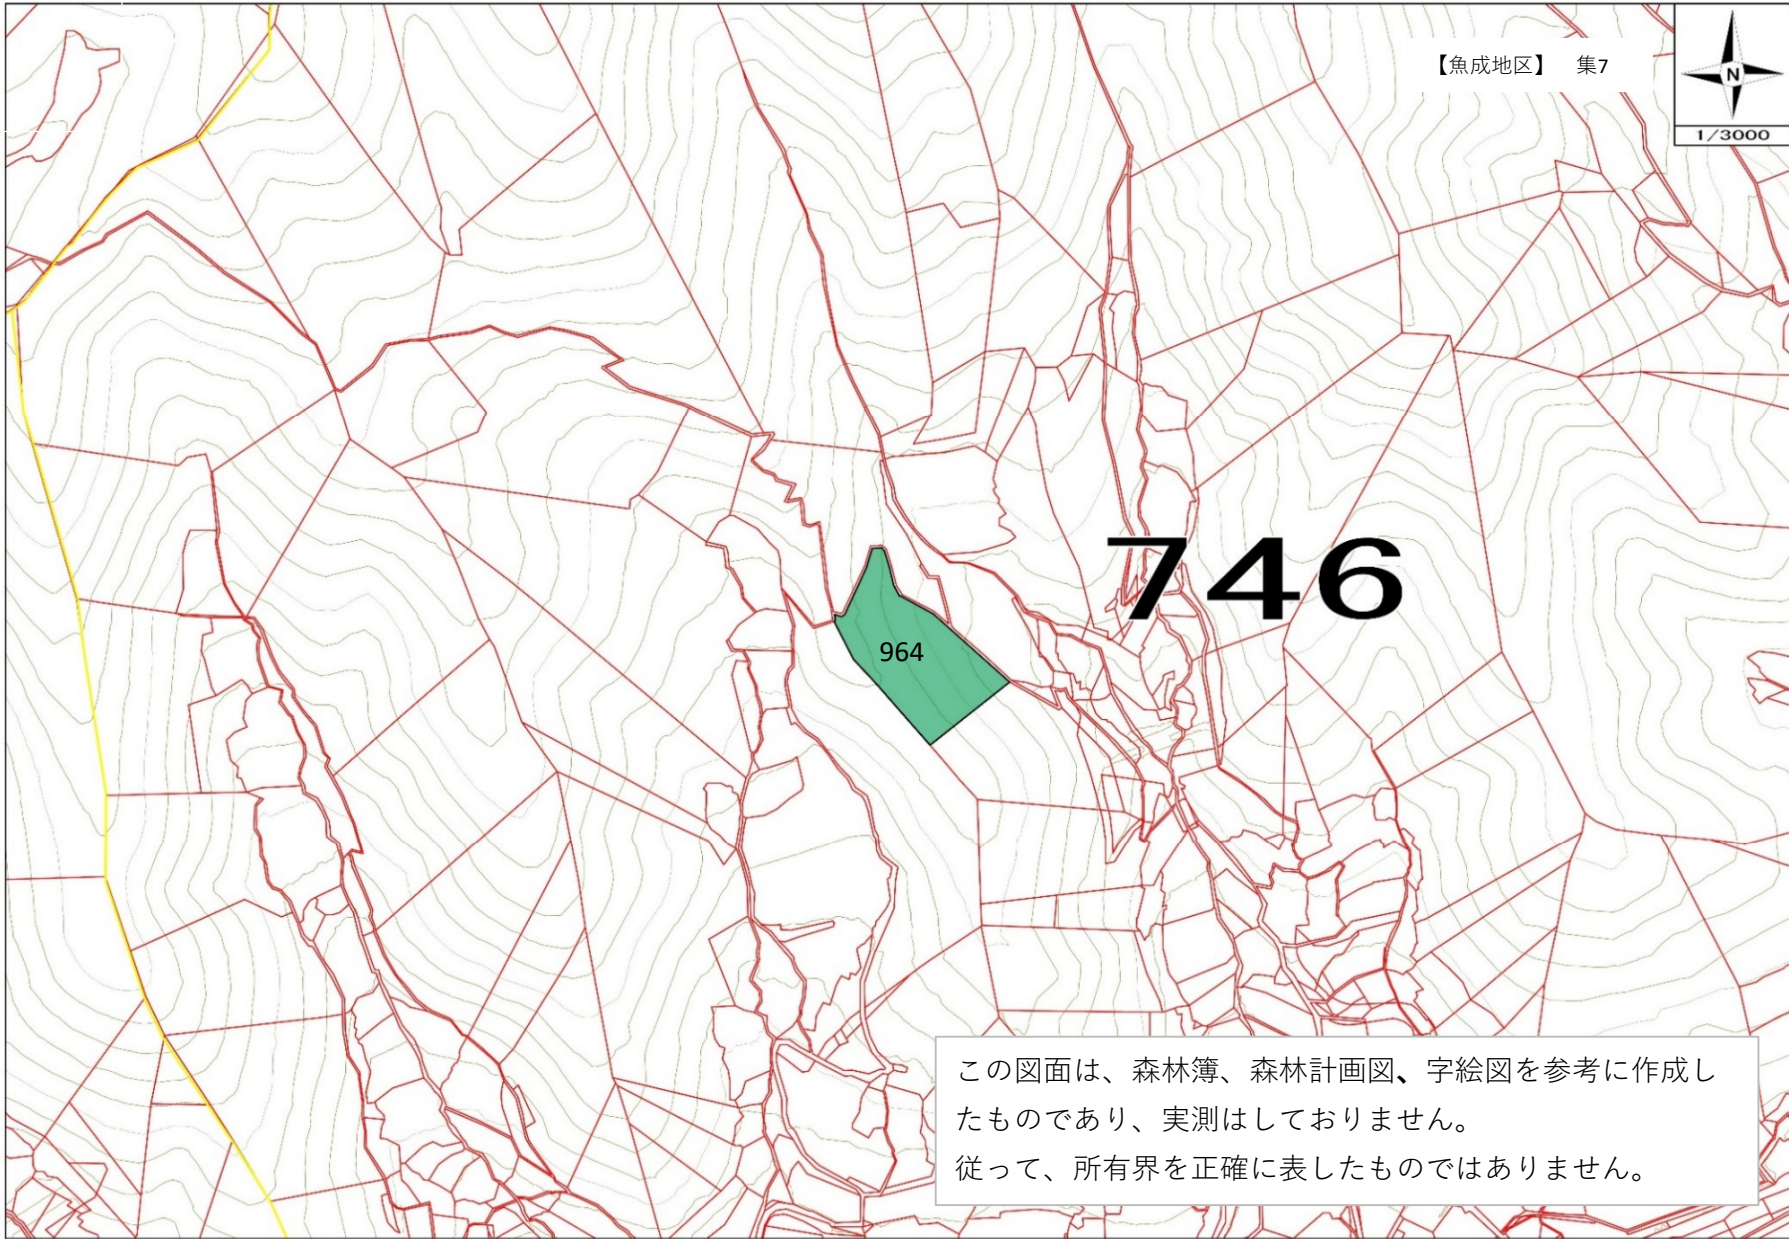 【魚成地区】 集7
N
1/3000
746
964
この図面は、森林簿、森林計画図、字絵図を参考に作成し
たものであり、実測はしておりません。
従って、所有界を正確に表したものではありません。